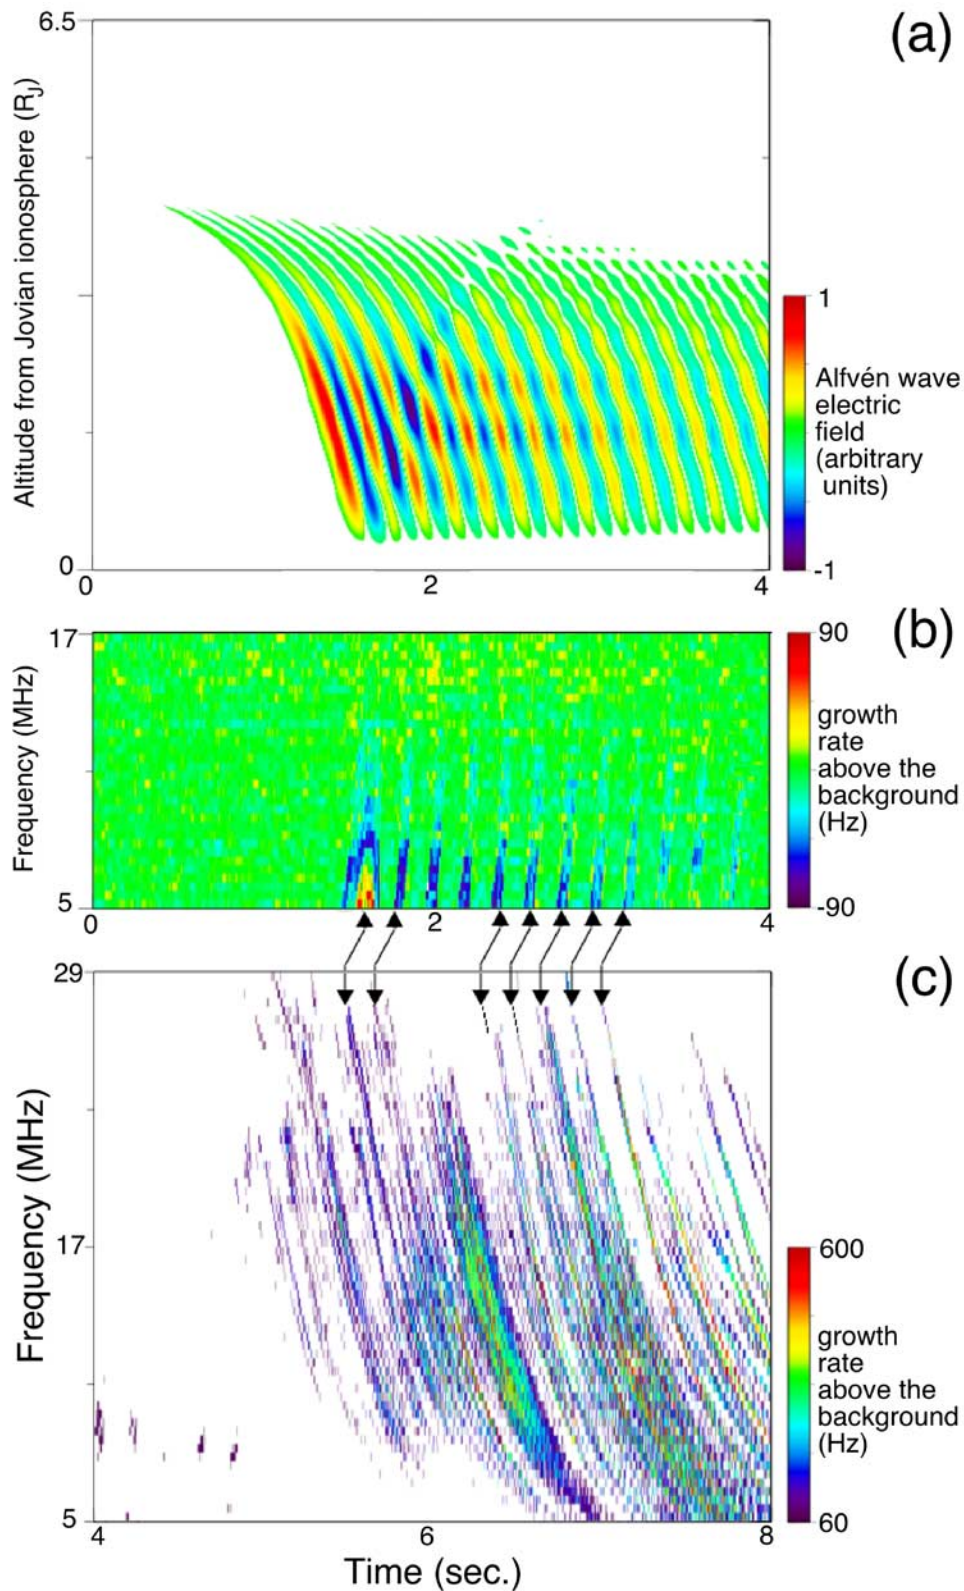 (a)
6.5
Altitude from Jovian ionosphere (RJ)
0
0
2
4
1
Alfvén wave
electric
field
(arbitrary
units)
-1
(b)
17
Frequency (MHz)
5
0
2
4
90
growth
rate
above the
background
(Hz)
-90
(c)
29
Frequency (MHz)
17
5
4
6
8
600
growth
rate
above the
background
(Hz)
60
Time (sec.)